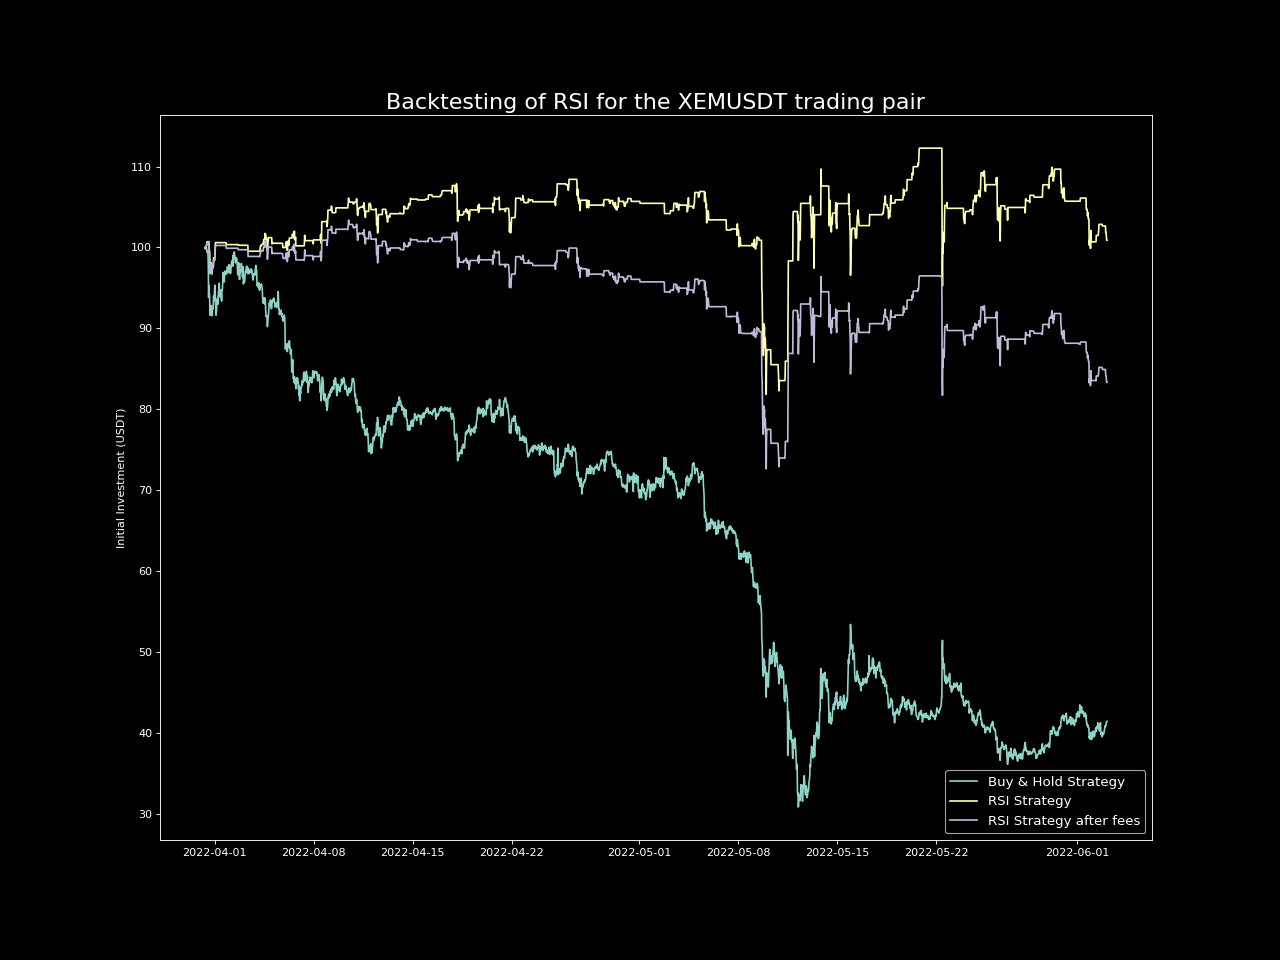 Backtesting of RSI for the XEMUSDT trading pair
Initial Investment (USDT)
110
100
90
80
70
60
50
40
30
2022-04-01 2022-04-08 2022-04-15 2022-04-22 2022-05-01 2022-05-08 2022-05-15 2022-05-22 2022-06-01
Buy & Hold Strategy
RSI Strategy
RSI Strategy after fees